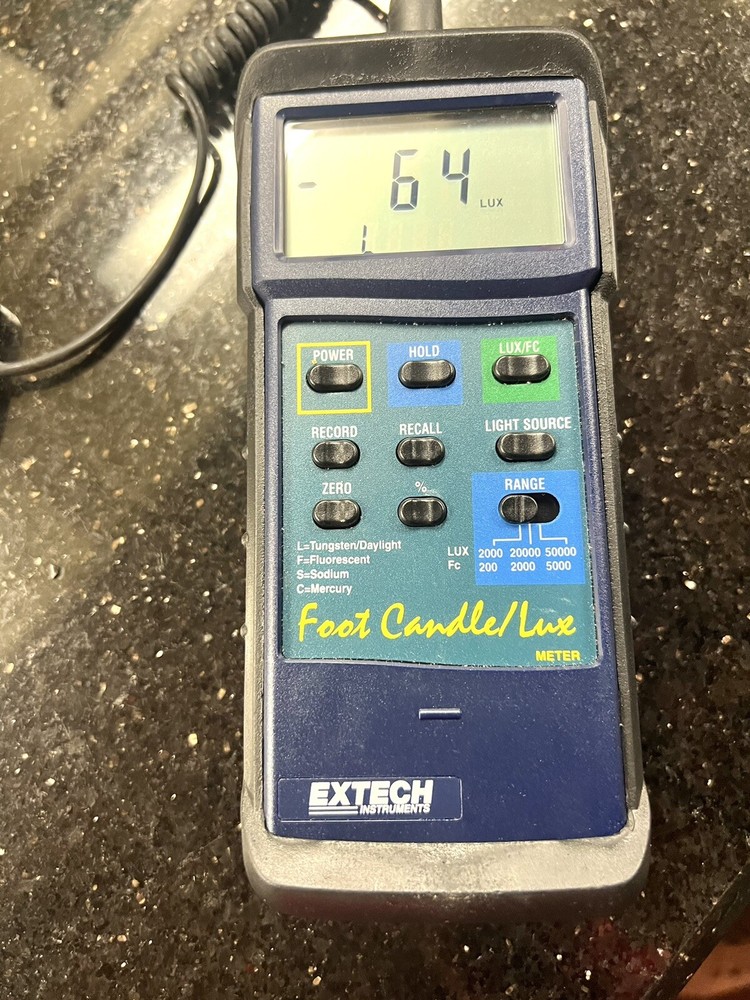 - 64 LUX
L
POWER HOLD LUX/FC
RECORD RECALL LIGHT SOURCE
ZERO % RANGE
L=Tungsten/Daylight
F=Fluorescent
S=Sodium
C=Mercury
LUX 2000 20000 50000
Fc 200 2000 5000
Foot Candle/Lux
METER
EXTECH
INSTRUMENTS